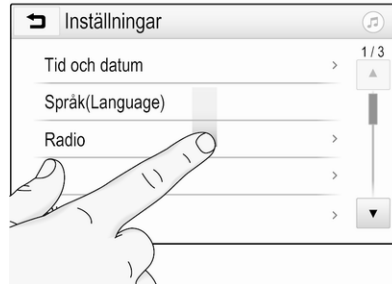 Inställningar
1/3
Tid och datum
Språk(Language)
Radio